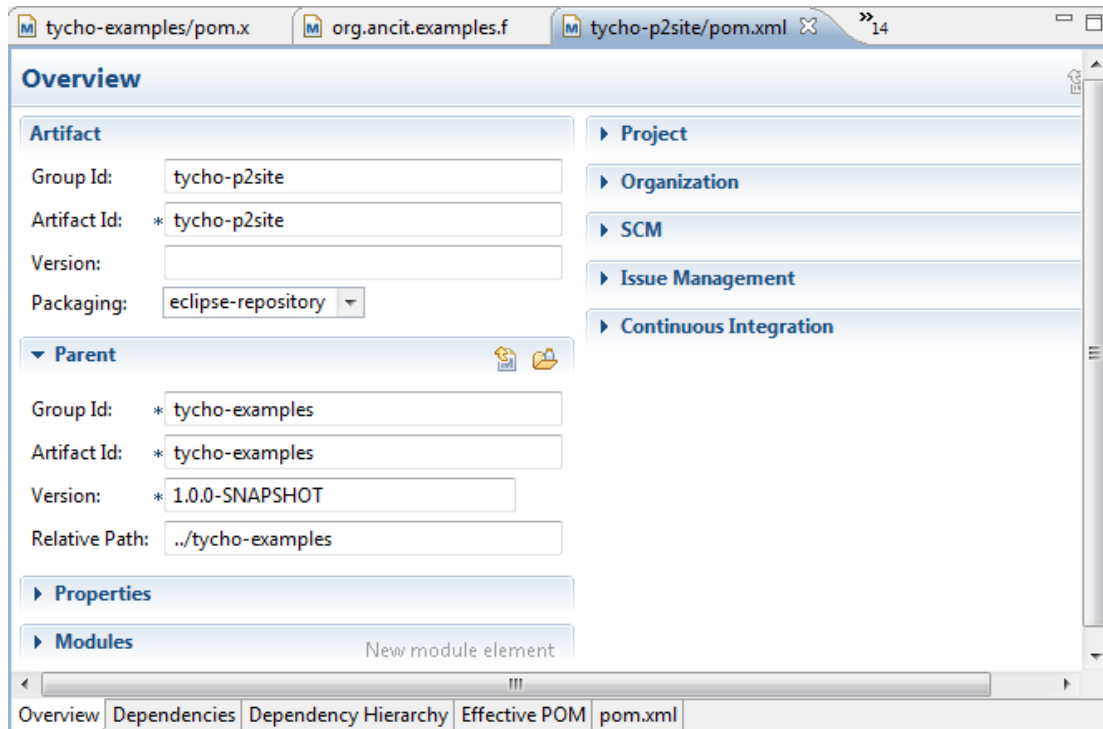 tycho-examples/pom.x org.ancit.examples.f tycho-p2site/pom.xml »14
Overview
Artifact
Group Id: tycho-p2site
Artifact Id: * tycho-p2site
Version:
Packaging: eclipse-repository
Parent
Group Id: * tycho-examples
Artifact Id: * tycho-examples
Version: * 1.0.0-SNAPSHOT
Relative Path: ../tycho-examples
Properties
Modules New module element
Project
Organization
SCM
Issue Management
Continuous Integration
Overview Dependencies Dependency Hierarchy Effective POM pom.xml